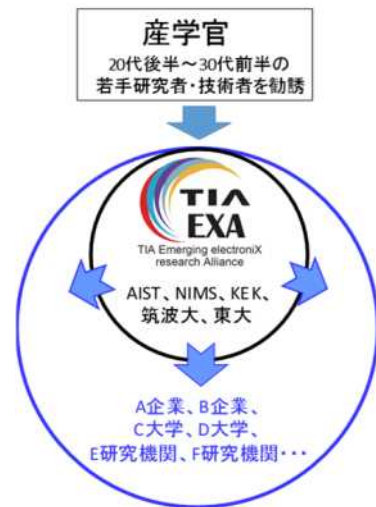 産学官
20代後半～30代前半の
若手研究者・技術者を勧誘
TIA
EXA
TIA Emerging electroniX
research Alliance
AIST、NIMS、KEK、
筑波大、東大
A企業、B企業、
C大学、D大学、
E研究機関、F研究機関・・・